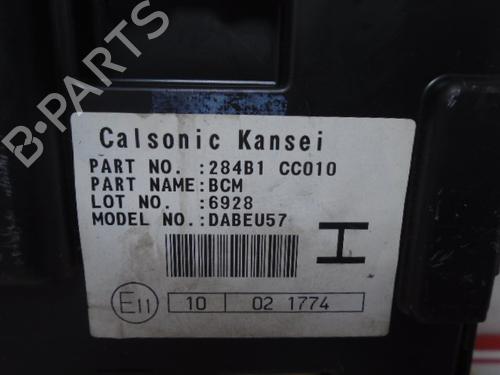 Calsonic Kansei
PART NO. :284B1 CC010
PART NAME:BCM
LOT NO. :6928
MODEL NO.:DABEU57
H
E11
10 02 1774
B-PARTS